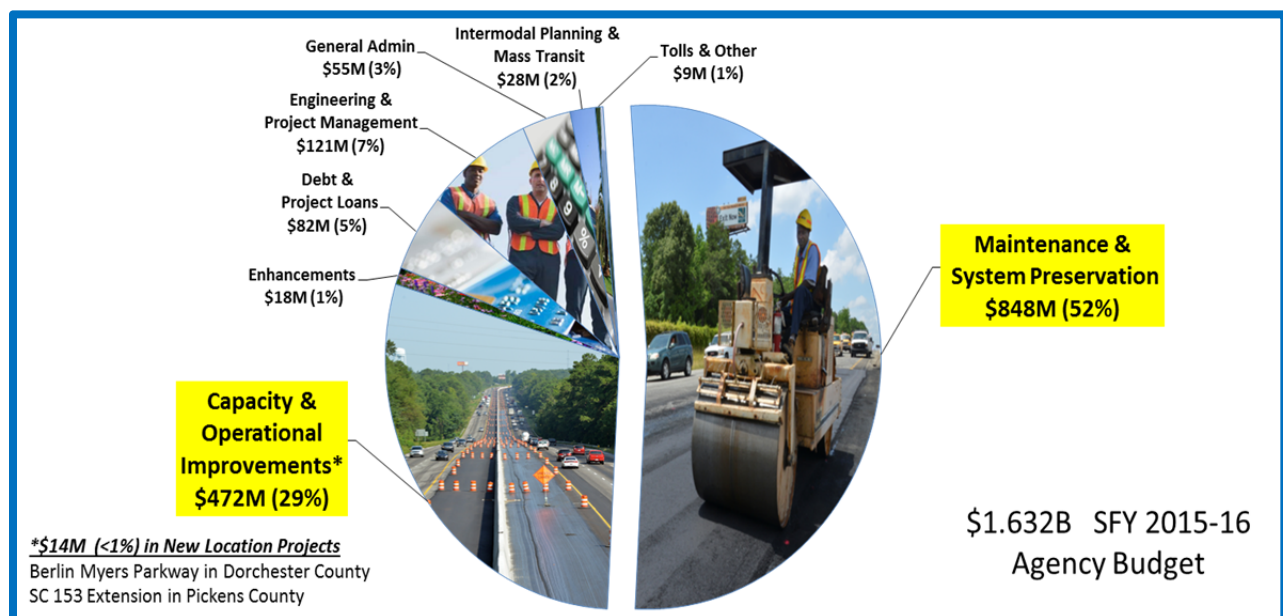 General Admin
$55M (3%)
Intermodal Planning &
Mass Transit
$28M (2%)
Tolls & Other
$9M (1%)
Engineering &
Project Management
$121M (7%)
Debt &
Project Loans
$82M (5%)
Enhancements
$18M (1%)
Maintenance &
System Preservation
$848M (52%)
Capacity &
Operational
Improvements*
$472M (29%)
*$14M (<1%) in New Location Projects
Berlin Myers Parkway in Dorchester County
SC 153 Extension in Pickens County
$1.632B SFY 2015-16
Agency Budget
8
9
%